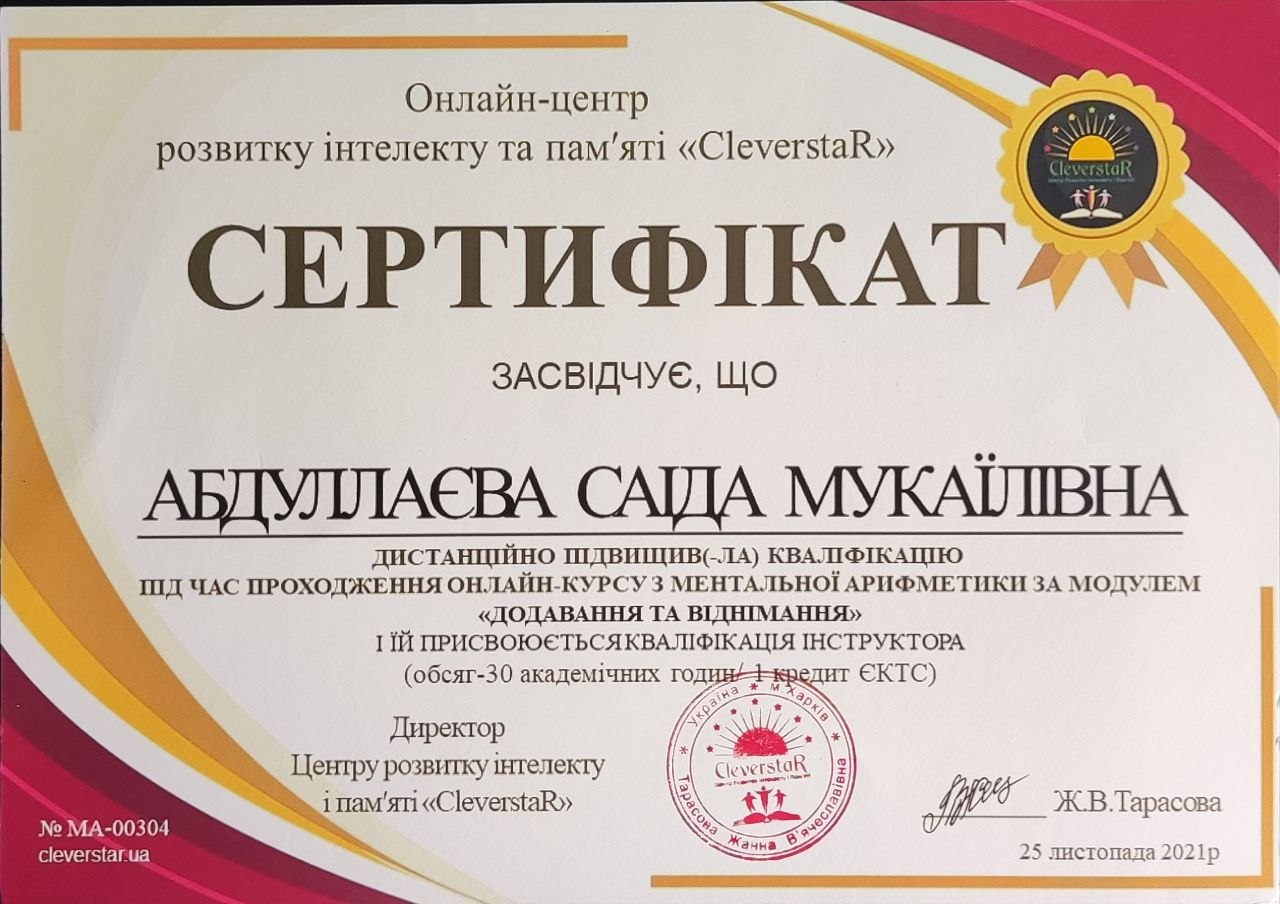 Онлайн-центр
розвитку інтелекту та пам'яті «CleverstaR»
CleverstaR
СЕРТИФІКАТ
ЗАСВІДЧУЄ, ЩО
АБДУЛЛАЄВА САІДА МУКАЇЛІВНА
ДИСТАНЦІЙНО ПІДВИЩИВ(-ЛА) КВАЛІФІКАЦІЮ
ПІД ЧАС ПРОХОДЖЕННЯ ОНЛАЙН-КУРСУ З МЕНТАЛЬНОЇ АРИФМЕТИКИ ЗА МОДУЛЕМ
«ДОДАВАННЯ ТА ВІДНІМАННЯ»
І ЇЙ ПРИСВОЮЄТЬСЯ КВАЛІФІКАЦІЯ ІНСТРУКТОРА
(обсяг-30 академічних годин/ 1 кредит ЄКТС)
Директор
Центру розвитку інтелекту
і пам'яті «CleverstaR»
Україна * м.Харків *
CleverstaR
Тарасова Жанна В'ячеславівна
Ж.В.Тарасова
25 листопада 2021р
№ МА-00304
cleverstar.ua